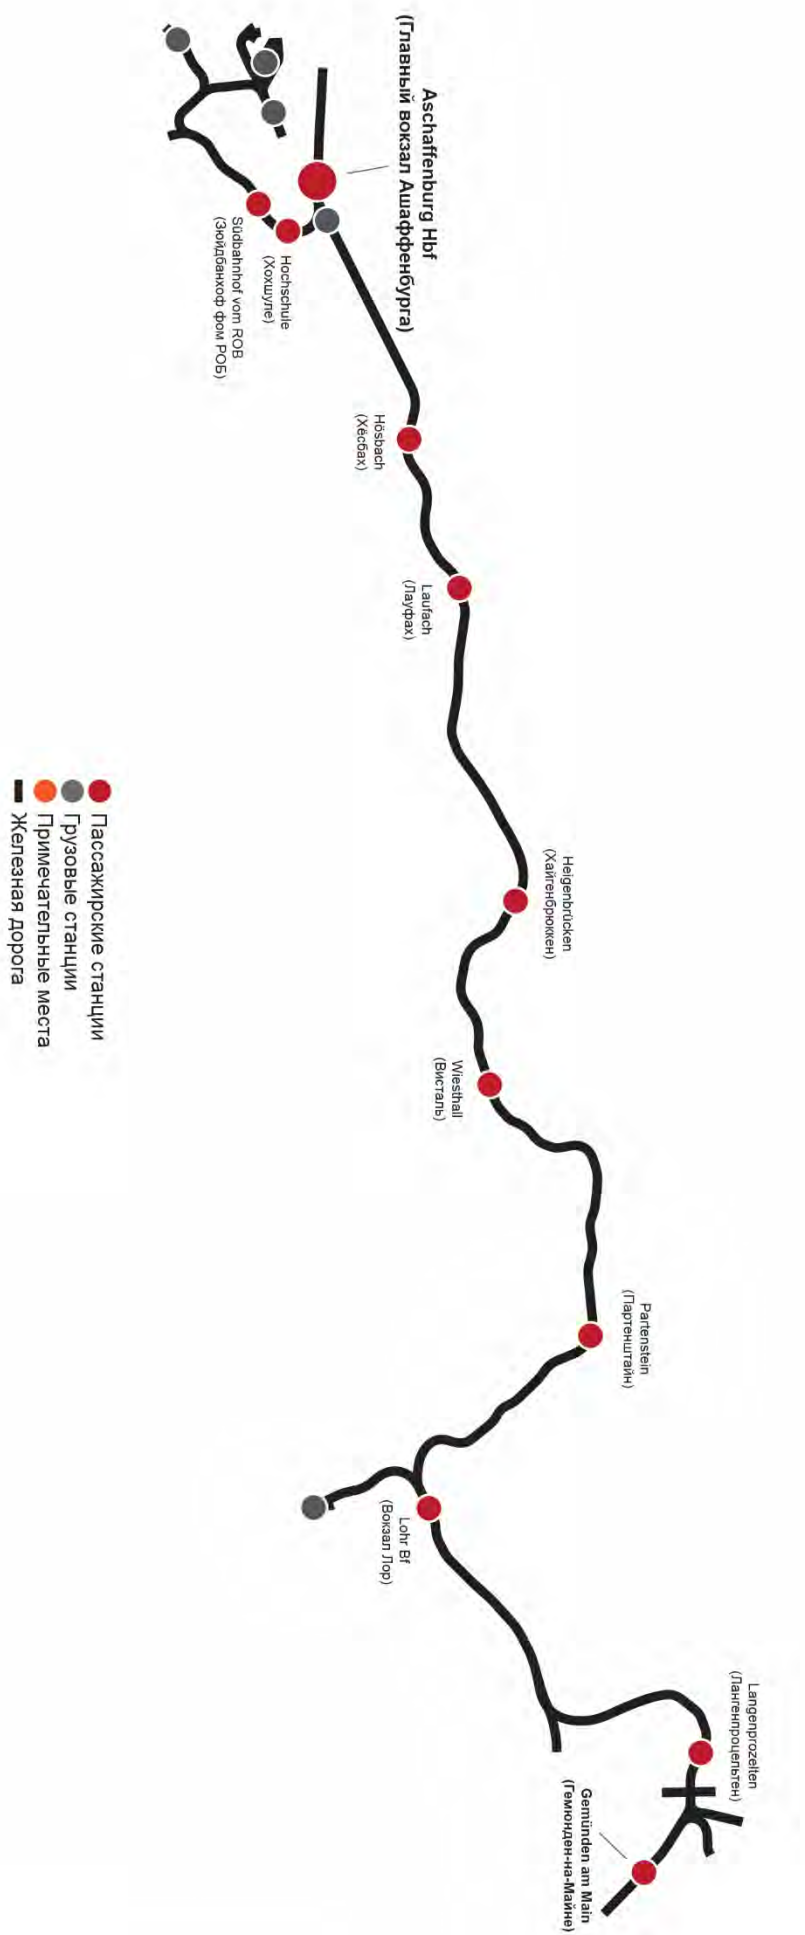 Aschaffenburg Hbf
(Главный вокзал Ашаффенбурга)
Südbahnhof vom ROB
(Зюйдбанхоф фом РОБ)
Hochschule
(Хохшуле)
Hösbach
(Хёсбах)
Laufach
(Лауфах)
Heigenbrücken
(Хайгенбрюккен)
Wiesthall
(Висталь)
Partenstein
(Партенштайн)
Lohr Bf
(Вокзал Лор)
Langenprozelten
(Лангенпроцельтен)
Gemünden am Main
(Гемюнден-на-Майне)
Пассажирские станции
Грузовые станции
Примечательные места
Железная дорога